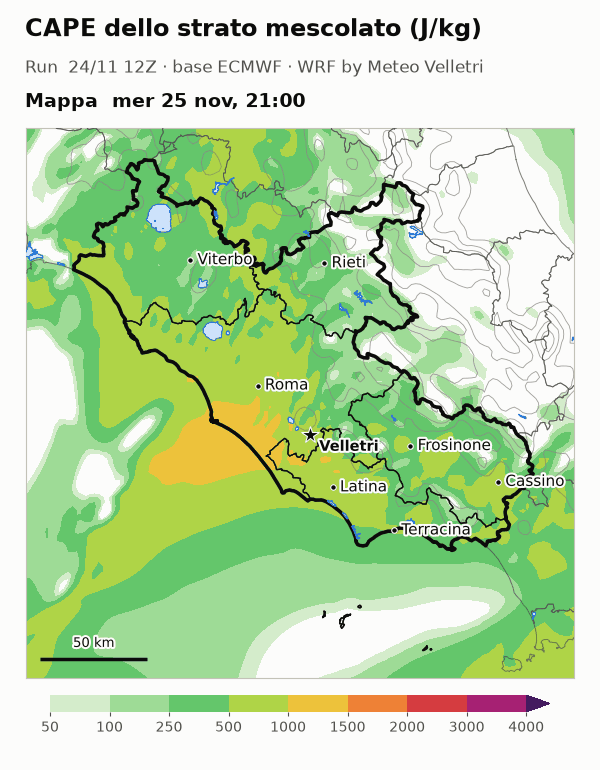 CAPE dello strato mescolato (J/kg)
Run 24/11 12Z · base ECMWF · WRF by Meteo Velletri
Mappa mer 25 nov, 21:00
Viterbo
Rieti
Roma
Velletri
Frosinone
Cassino
Latina
Terracina
50 km
50 100 250 500 1000 1500 2000 3000 4000